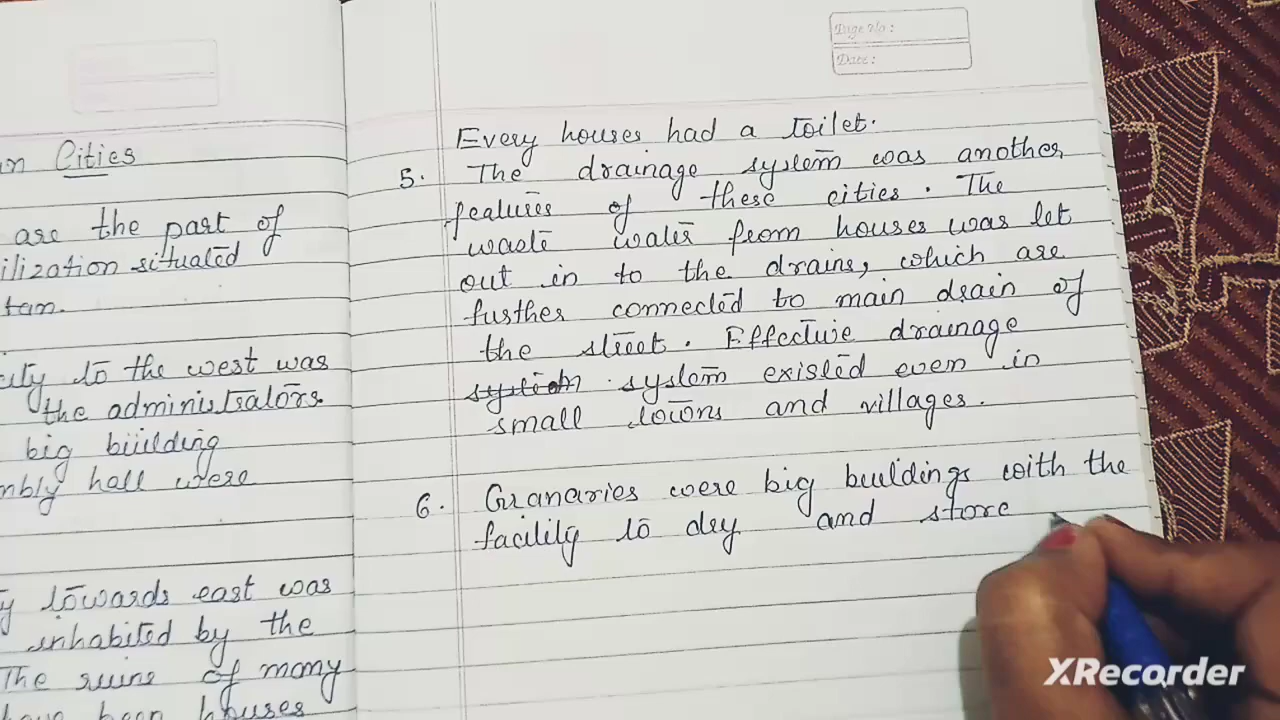 n Cities
are the part of
ilization situated
tan.
city to the west was
the administrators.
big building
mbly hall were
y towards east was
inhabited by the
The ruins of many
have been houses
Page No:
Date:
Every houses had a toilet.
5. The drainage system was another
features of these cities. The
waste water from houses was let
out in to the drains, which are
further connected to main drain of
the street. Effective drainage
system system existed even in
small towns and villages.
6. Granaries were big buildings with the
facility to dry and store
XRecorder